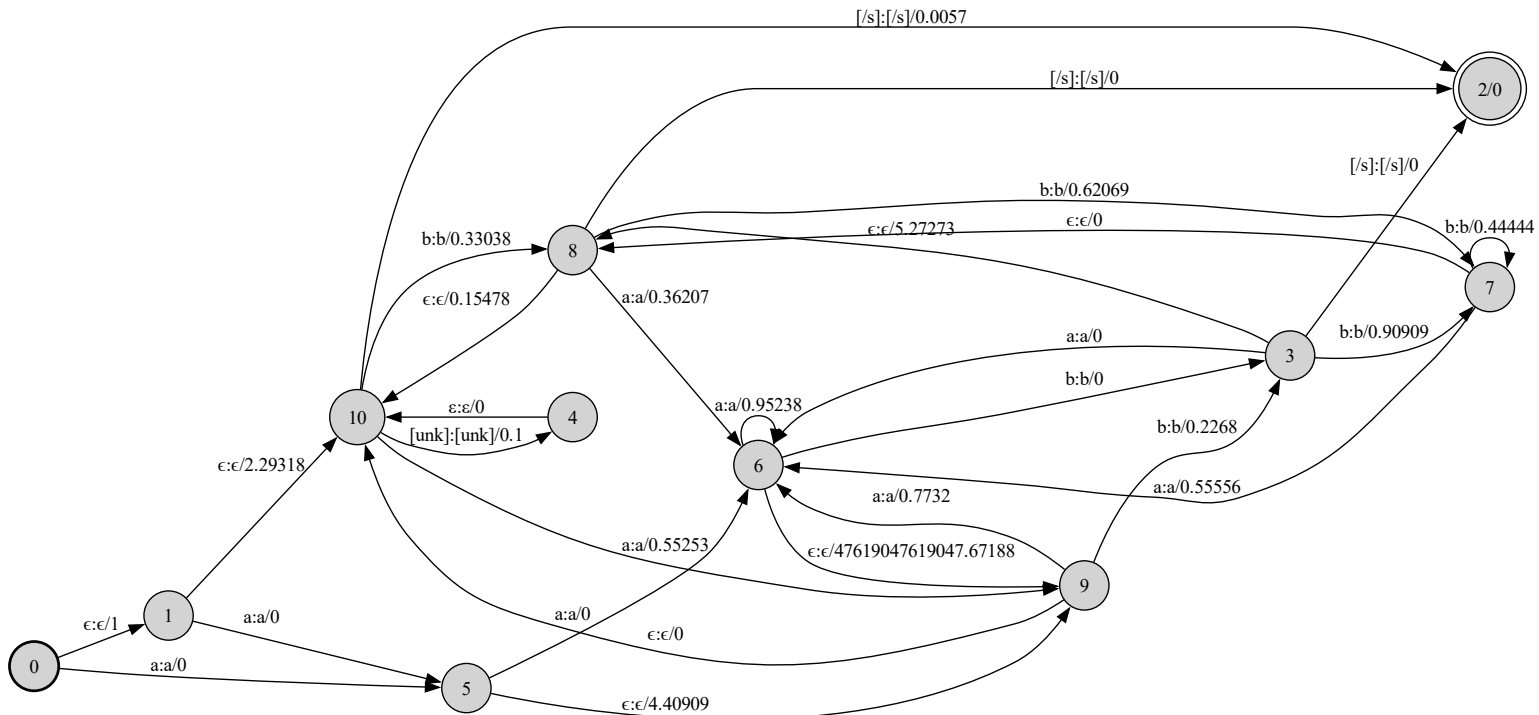 [/s]:[/s]/0.0057
[/s]:[/s]/0
2/0
[/s]:[/s]/0
b:b/0.62069
ϵ:ϵ/5.27273
ϵ:ϵ/0
b:b/0.44444
b:b/0.33038
8
7
ϵ:ϵ/0.15478
a:a/0.36207
a:a/0
b:b/0.90909
3
b:b/0
ε:ε/0
a:a/0.95238
10
4
[unk]:[unk]/0.1
b:b/0.2268
ϵ:ϵ/2.29318
6
a:a/0.7732
a:a/0.55556
a:a/0.55253
ϵ:ϵ/47619047619047.67188
9
ϵ:ϵ/1
1
a:a/0
a:a/0
ϵ:ϵ/0
0
a:a/0
5
ϵ:ϵ/4.40909